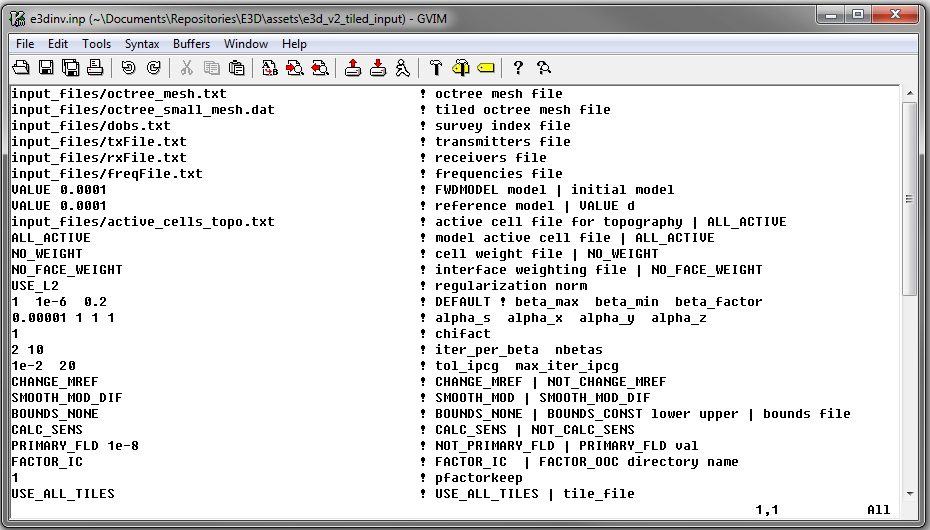 e3dinv.inp (~\Documents\Repositories\E3D\assets\e3d_v2_tiled_input) - GVIM
File Edit Tools Syntax Buffers Window Help
input_files/octree_mesh.txt ! octree mesh file
input_files/octree_small_mesh.dat ! tiled octree mesh file
input_files/dobs.txt ! survey index file
input_files/txFile.txt ! transmitters file
input_files/rxFile.txt ! receivers file
input_files/freqFile.txt ! frequencies file
VALUE 0.0001 ! FWDMODEL model | initial model
VALUE 0.0001 ! reference model | VALUE d
input_files/active_cells_topo.txt ! active cell file for topography | ALL_ACTIVE
ALL_ACTIVE ! model active cell file | ALL_ACTIVE
NO_WEIGHT ! cell weight file | NO_WEIGHT
NO_FACE_WEIGHT ! interface weighting file | NO_FACE_WEIGHT
USE_L2 ! regularization norm
1  1e-6  0.2 ! DEFAULT ! beta_max  beta_min  beta_factor
0.00001 1 1 1 ! alpha_s  alpha_x  alpha_y  alpha_z
1 ! chifact
2 10 ! iter_per_beta  nbetas
1e-2  20 ! tol_ipcg  max_iter_ipcg
CHANGE_MREF ! CHANGE_MREF | NOT_CHANGE_MREF
SMOOTH_MOD_DIF ! SMOOTH_MOD | SMOOTH_MOD_DIF
BOUNDS_NONE ! BOUNDS_NONE | BOUNDS_CONST lower upper | bounds file
CALC_SENS ! CALC_SENS | NOT_CALC_SENS
PRIMARY_FLD 1e-8 ! NOT_PRIMARY_FLD | PRIMARY_FLD val
FACTOR_IC ! FACTOR_IC  | FACTOR_OOC directory name
1 ! pfactorkeep
USE_ALL_TILES ! USE_ALL_TILES | tile_file
1,1 All